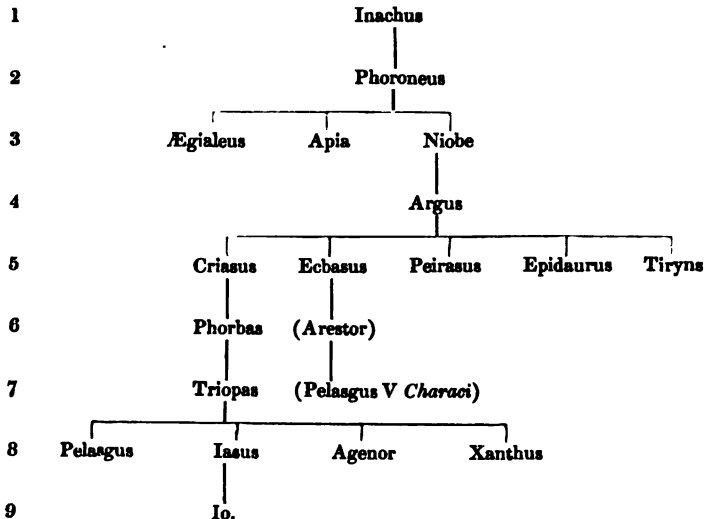 1 Inachus
2 Phoroneus
3 Ægialeus Apia Niobe
4 Argus
5 Criasus Ecbasus Peirasus Epidaurus Tiryns
6 Phorbas (Arestor)
7 Triopas (Pelasgus V Characi)
8 Pelasgus Iasus Agenor Xanthus
9 Io.